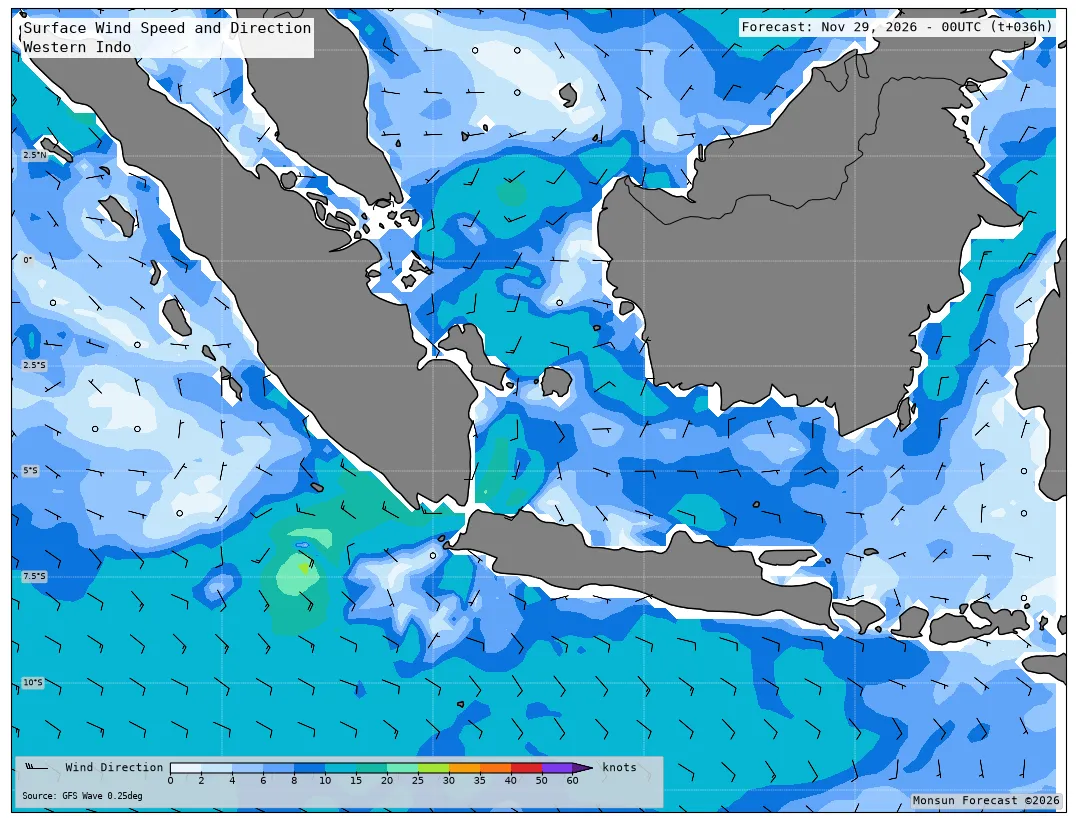 Surface Wind Speed and Direction
Western Indo
Forecast: Nov 29, 2026 - 00UTC (t+036h)
2.5°N
0°
2.5°S
5°S
7.5°S
10°S
Wind Direction
0 2 4 6 8 10 15 20 25 30 35 40 50 60
knots
Source: GFS Wave 0.25deg
Monsun Forecast ©2026